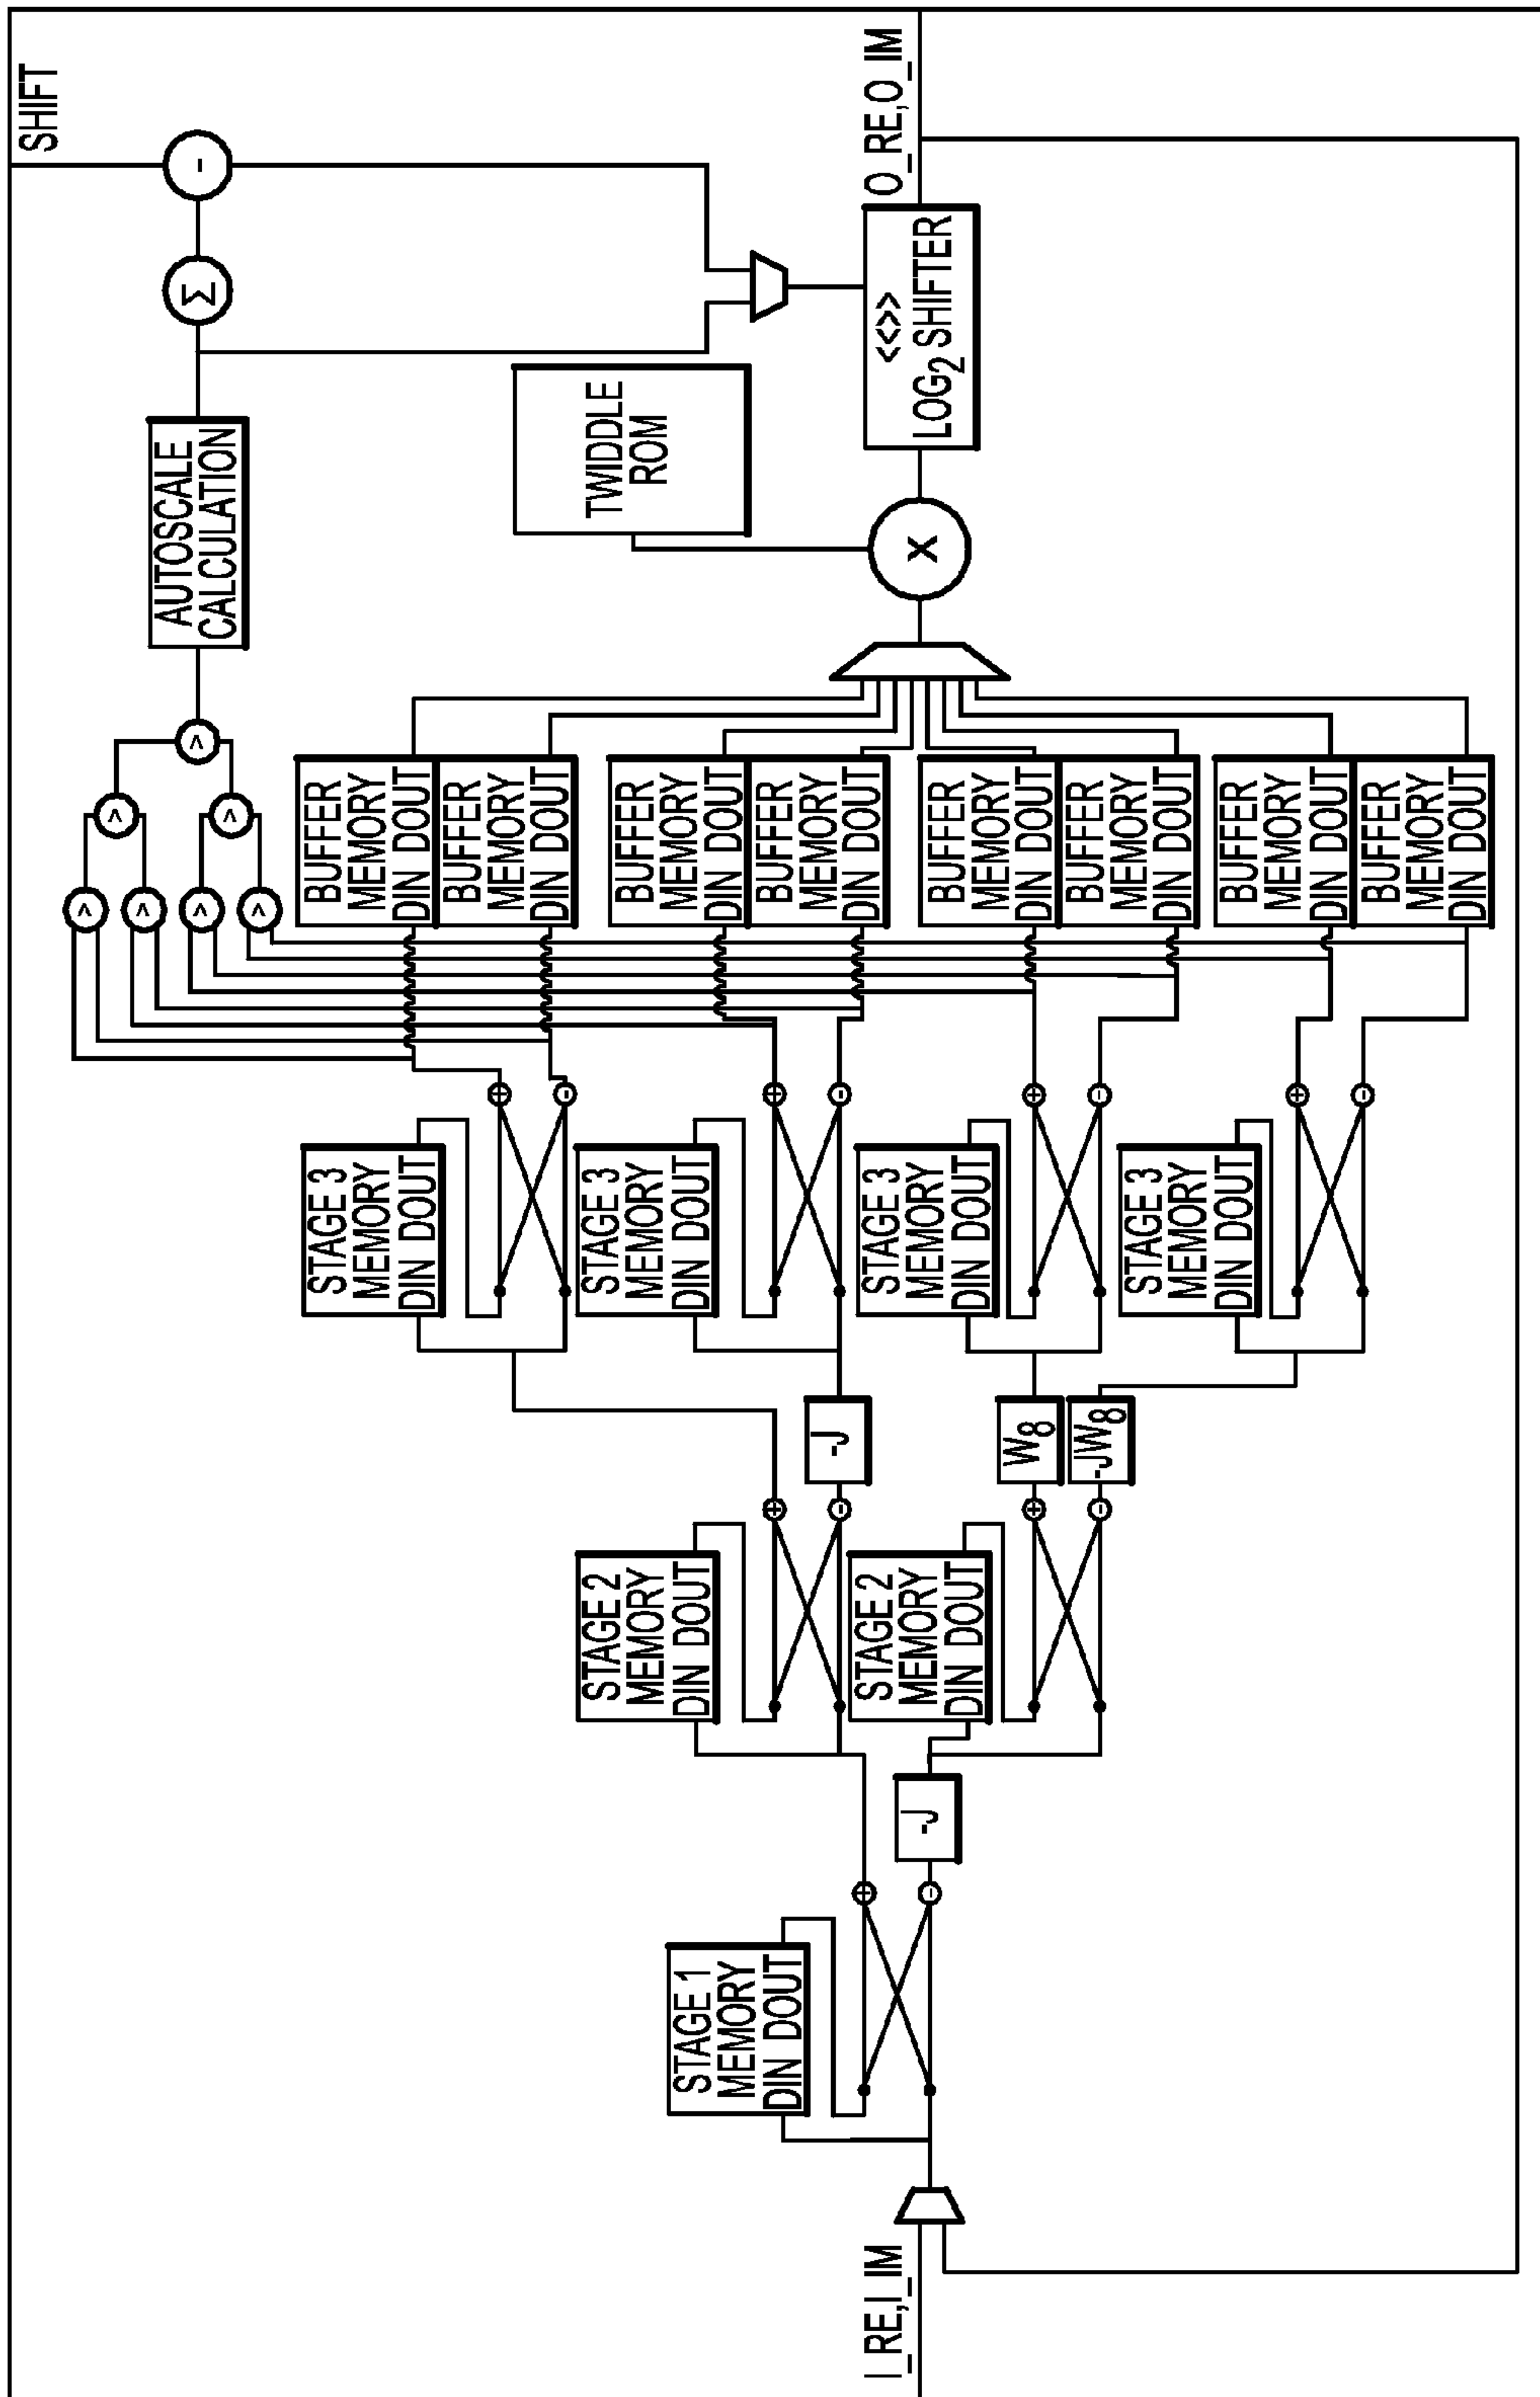 SHIFT
-
Σ
AUTOSCALE
CALCULATION
^
^
^
^
^
^
^
TWIDDLE
ROM
O_RE,O_IM
<<>>
LOG2 SHIFTER
X
BUFFER
MEMORY
DIN DOUT
BUFFER
MEMORY
DIN DOUT
BUFFER
MEMORY
DIN DOUT
BUFFER
MEMORY
DIN DOUT
BUFFER
MEMORY
DIN DOUT
BUFFER
MEMORY
DIN DOUT
BUFFER
MEMORY
DIN DOUT
BUFFER
MEMORY
DIN DOUT
+
-
+
-
+
-
+
-
STAGE 3
MEMORY
DIN DOUT
STAGE 3
MEMORY
DIN DOUT
STAGE 3
MEMORY
DIN DOUT
STAGE 3
MEMORY
DIN DOUT
-J
W8
-JW8
+
-
+
-
STAGE 2
MEMORY
DIN DOUT
STAGE 2
MEMORY
DIN DOUT
-J
+
-
STAGE 1
MEMORY
DIN DOUT
I_RE,I_IM